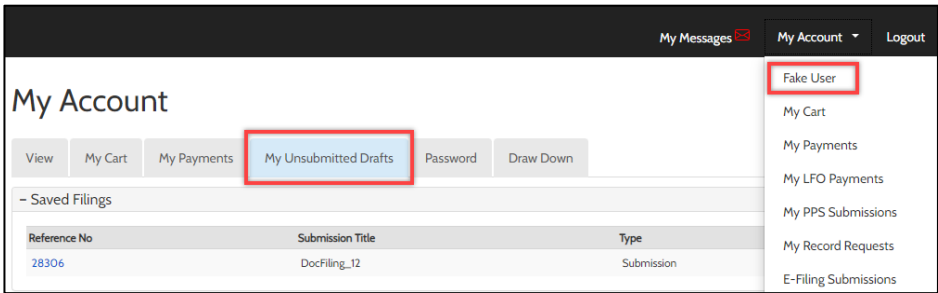 My Messages My Account Logout
Fake User
My Cart
My Payments
My LFO Payments
My PPS Submissions
My Record Requests
E-Filing Submissions
My Account
View My Cart My Payments My Unsubmitted Drafts Password Draw Down
– Saved Filings
Reference No Submission Title Type
28306 DocFiling_12 Submission